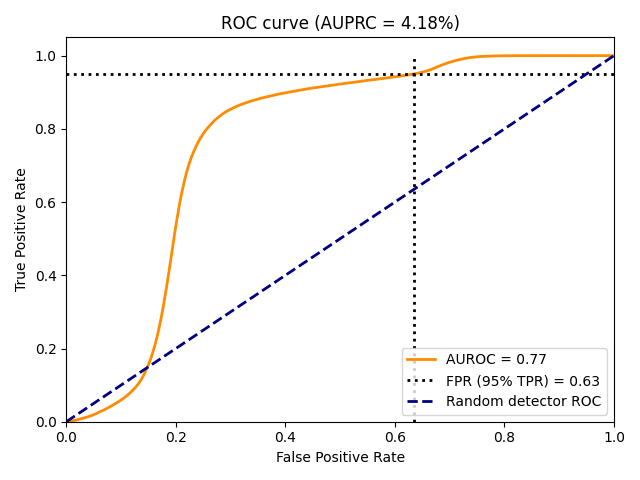 ROC curve (AUPRC = 4.18%)
1.0
0.8
0.6
0.4
0.2
0.0
True Positive Rate
AUROC = 0.77
FPR (95% TPR) = 0.63
Random detector ROC
0.0 0.2 0.4 0.6 0.8 1.0
False Positive Rate